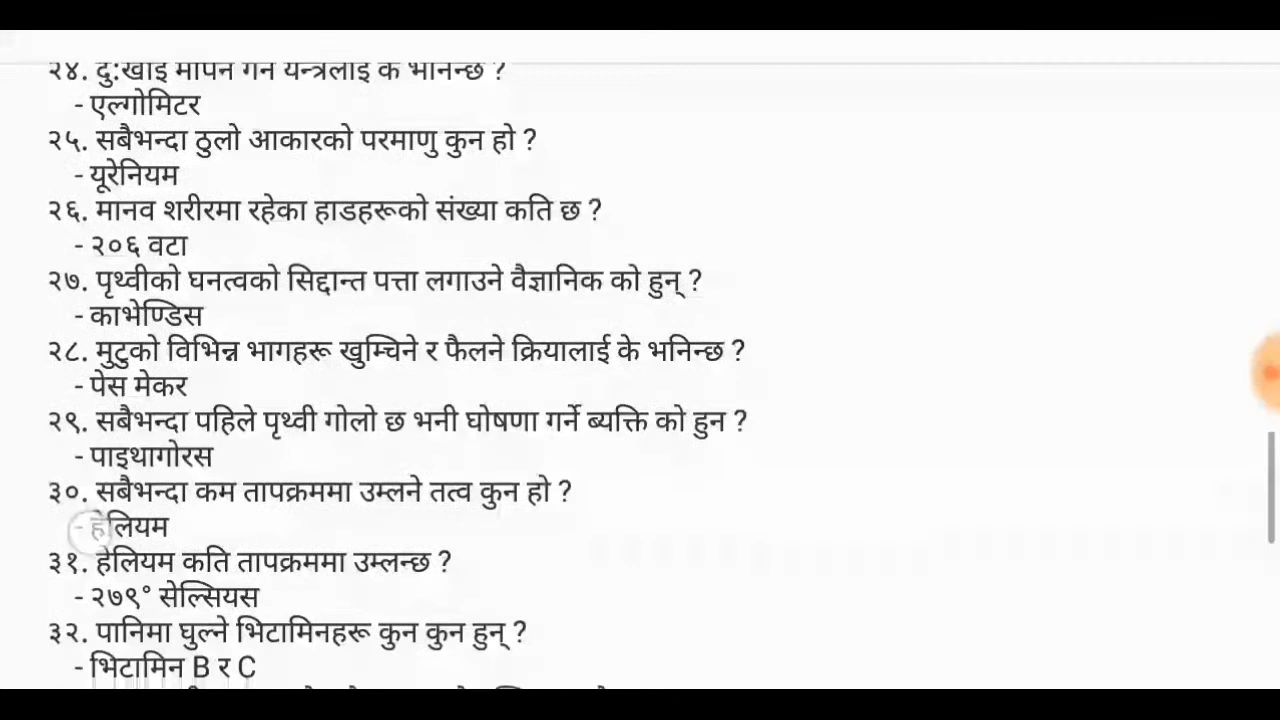 २४. दुःखाइ मापन गर्ने यन्त्रलाई के भनिन्छ ?
- एल्गोमिटर
२५. सबैभन्दा ठुलो आकारको परमाणु कुन हो ?
- यूरेनियम
२६. मानव शरीरमा रहेका हाडहरूको संख्या कति छ ?
- २०६ वटा
२७. पृथ्वीको घनत्वको सिद्दान्त पत्ता लगाउने वैज्ञानिक को हुन् ?
- काभेण्डिस
२८. मुटुको विभिन्न भागहरू खुम्चिने र फैलने क्रियालाई के भनिन्छ ?
- पेस मेकर
२९. सबैभन्दा पहिले पृथ्वी गोलो छ भनी घोषणा गर्ने ब्यक्ति को हुन ?
- पाइथागोरस
३०. सबैभन्दा कम तापक्रममा उम्लने तत्व कुन हो ?
- हेलियम
३१. हेलियम कति तापक्रममा उम्लन्छ ?
- २७९° सेल्सियस
३२. पानिमा घुल्ने भिटामिनहरू कुन कुन हुन् ?
- भिटामिन B र C